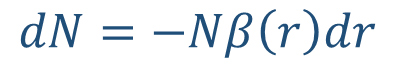 dN = −Nβ(r)dr